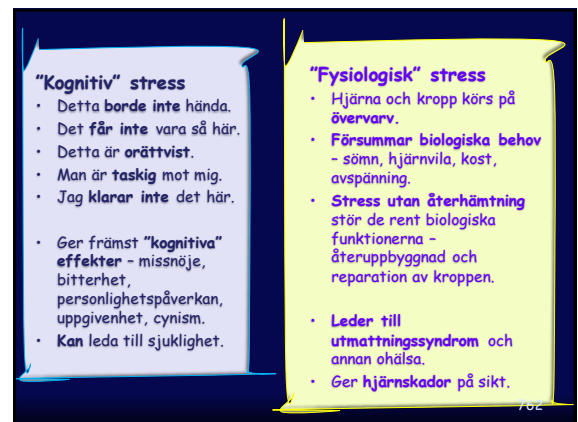 ”Kognitiv” stress
• Detta borde inte hända.
• Det får inte vara så här.
• Detta är orättvist.
• Man är taskig mot mig.
• Jag klarar inte det här.
• Ger främst ”kognitiva”
effekter – missnöje,
bitterhet,
personlighetspåverkan,
uppgivenhet, cynism.
• Kan leda till sjuklighet.
”Fysiologisk” stress
• Hjärna och kropp körs på
övervarv.
• Försummar biologiska behov
– sömn, hjärnvila, kost,
avspänning.
• Stress utan återhämtning
stör de rent biologiska
funktionerna –
återuppbyggnad och
reparation av kroppen.
• Leder till
utmattningssyndrom och
annan ohälsa.
• Ger hjärnskador på sikt.
762